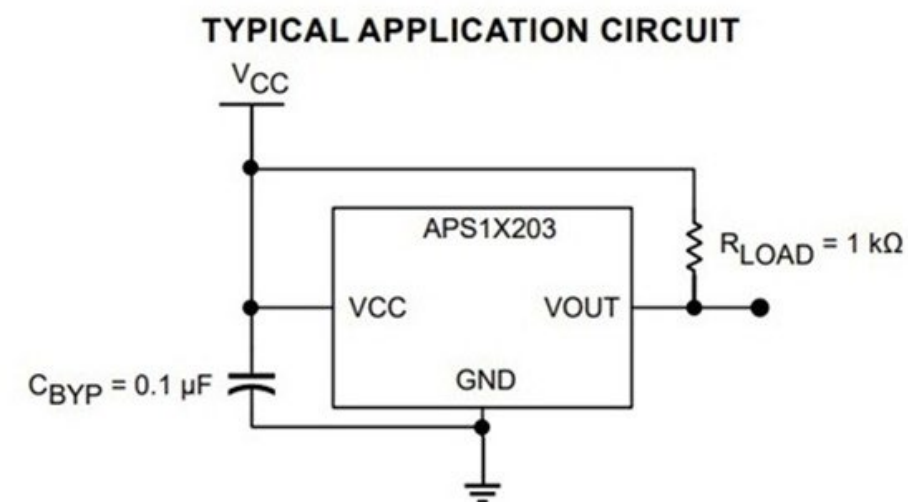 TYPICAL APPLICATION CIRCUIT
VCC
APS1X203
RLOAD = 1 kΩ
VCC
VOUT
CBYP = 0.1 µF
GND